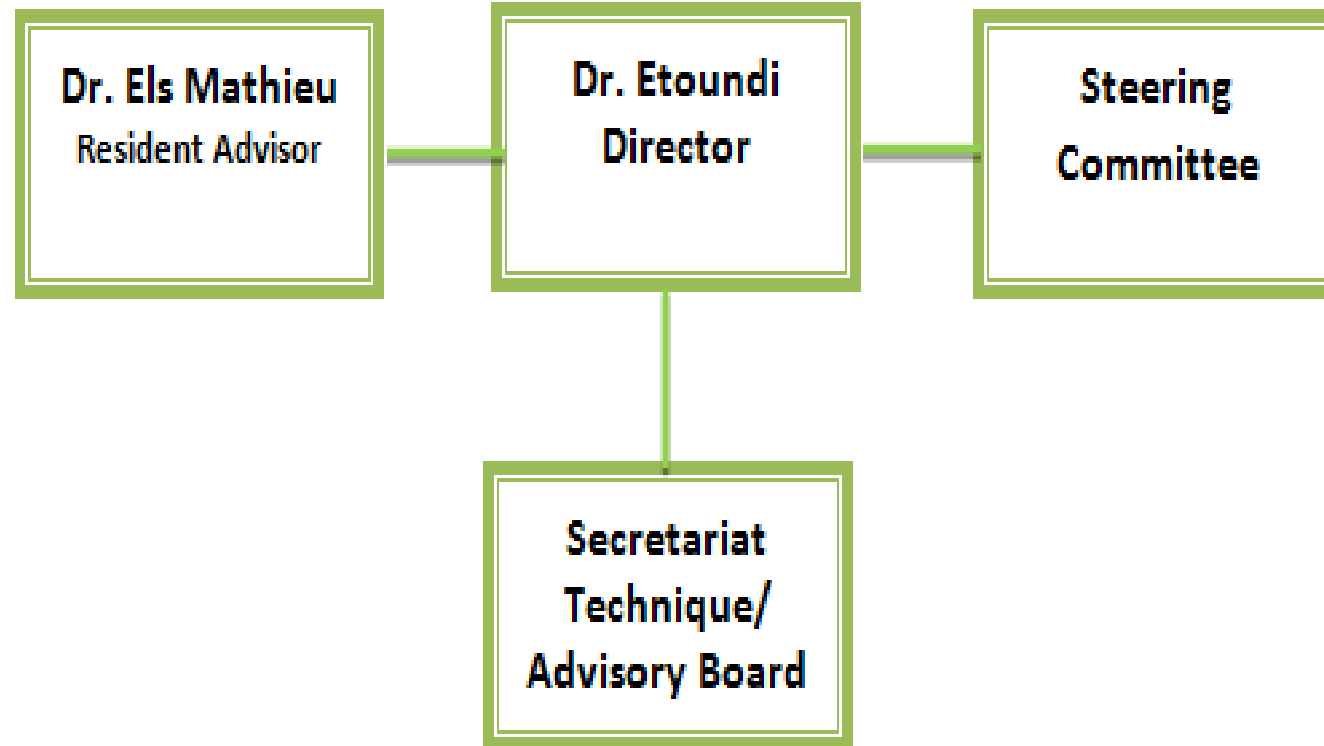 Dr. Els Mathieu
Resident Advisor
Dr. Etoundi
Director
Steering
Committee
Secretariat
Technique/
Advisory Board